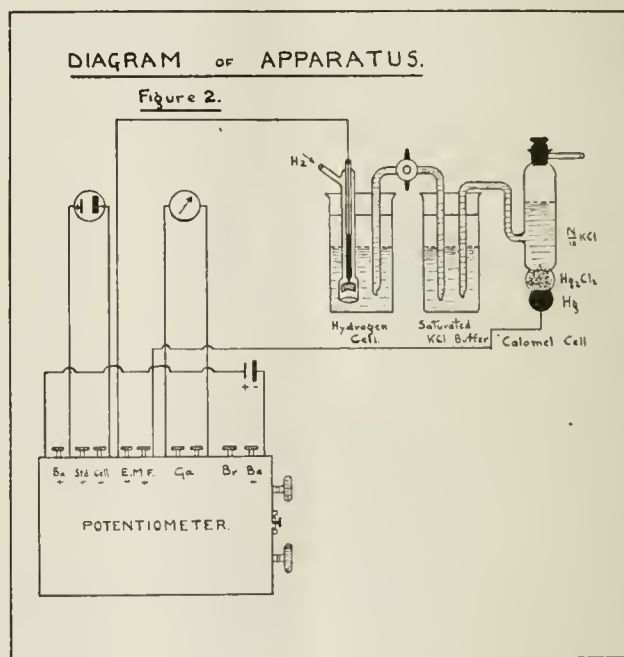 DIAGRAM OF APPARATUS.
Figure 2.
H2
N/10 KCl
Hg2Cl2
Hg
Hydrogen
Cell.
Saturated
KCl Buffer
Calomel Cell
+ -
Ba Std Cell E.M.F. Ga Br Ba
+ + - - + -
POTENTIOMETER.